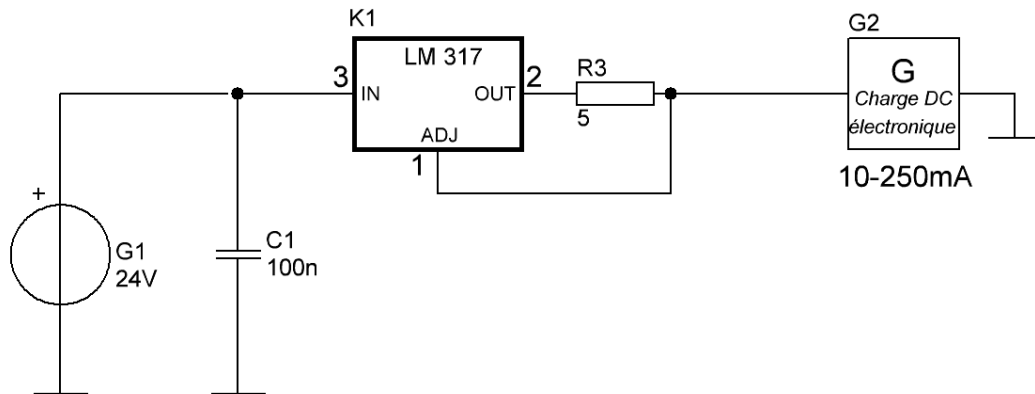 K1
LM 317
3
IN
OUT
2
ADJ
1
R3
5
G2
G
Charge DC
électronique
10-250mA
+
G1
24V
C1
100n